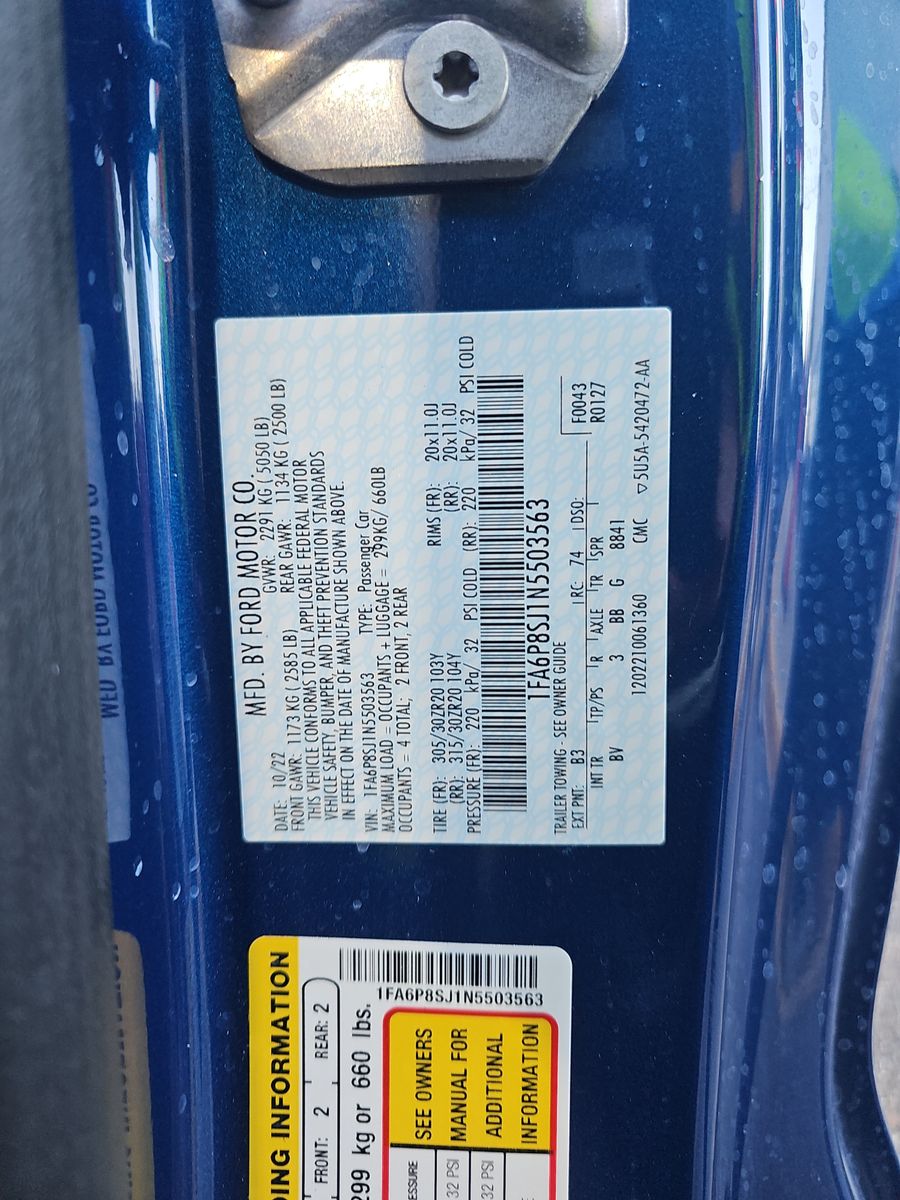 MFD. BY FORD MOTOR CO.
DATE: 10/22 GVWR: 2291 KG ( 5050 LB)
FRONT GAWR: 1173 KG ( 2585 LB) REAR GAWR: 1134 KG ( 2500 LB)
THIS VEHICLE CONFORMS TO ALL APPLICABLE FEDERAL MOTOR
VEHICLE SAFETY, BUMPER, AND THEFT PREVENTION STANDARDS
IN EFFECT ON THE DATE OF MANUFACTURE SHOWN ABOVE.
VIN: 1FA6P8SJ1N5503563 TYPE: Passenger Car
MAXIMUM LOAD = OCCUPANTS + LUGGAGE = 299KG/ 660LB
OCCUPANTS = 4 TOTAL: 2 FRONT, 2 REAR
TIRE (FR): 305/30ZR20 103Y RIMS (FR): 20x11.0J
(RR): 315/30ZR20 104Y (RR): 20x11.0J
PRESSURE (FR): 220 kPa/ 32 PSI COLD (RR): 220 kPa/ 32 PSI COLD
1FA6P8SJ1N5503563
TRAILER TOWING - SEE OWNER GUIDE
EXT PNT: B3 RC: 74 DSO: F0043
INT TR TP/PS R AXLE TR SPR R0127
BV 3 BB G 8841
1202210061360 CMC ▽5U5A-5420472-AA
DING INFORMATION
FRONT: 2 REAR: 2
299 kg or 660 lbs.
1FA6P8SJ1N5503563
ESSURE
32 PSI
32 PSI
SEE OWNERS
MANUAL FOR
ADDITIONAL
INFORMATION